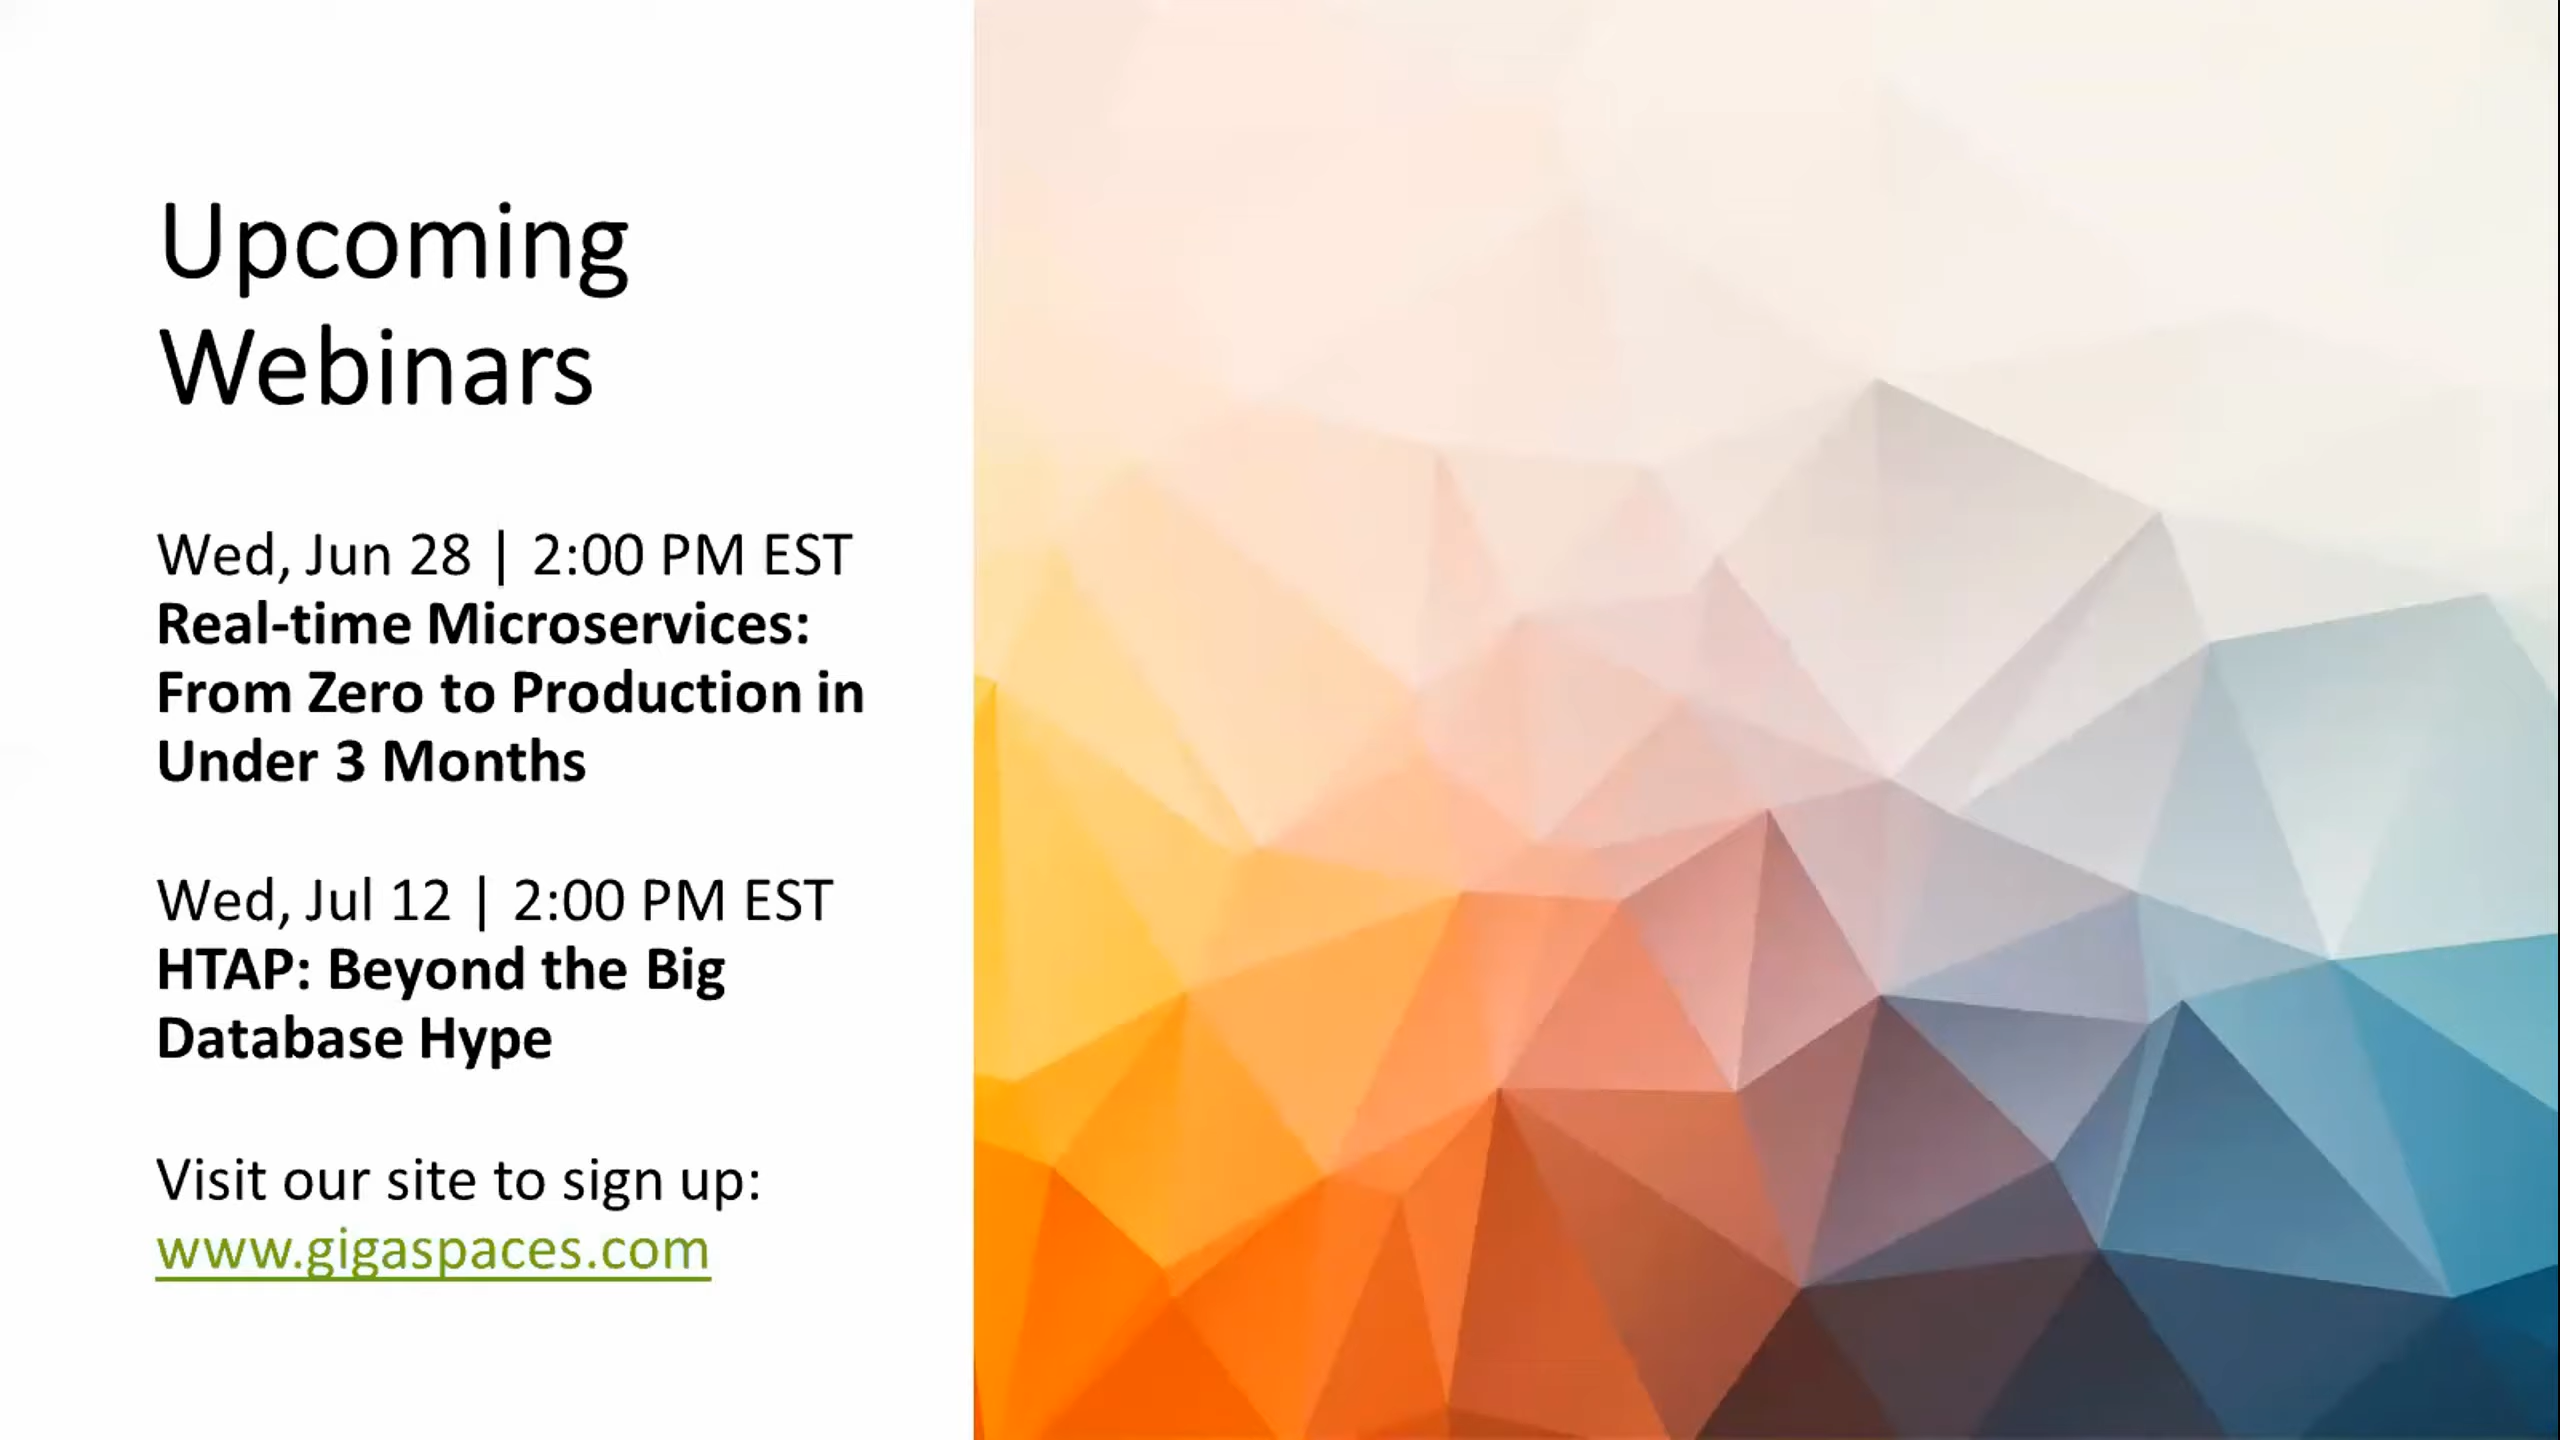 Upcoming
Webinars
Wed, Jun 28 | 2:00 PM EST
Real-time Microservices:
From Zero to Production in
Under 3 Months
Wed, Jul 12 | 2:00 PM EST
HTAP: Beyond the Big
Database Hype
Visit our site to sign up:
www.gigaspaces.com